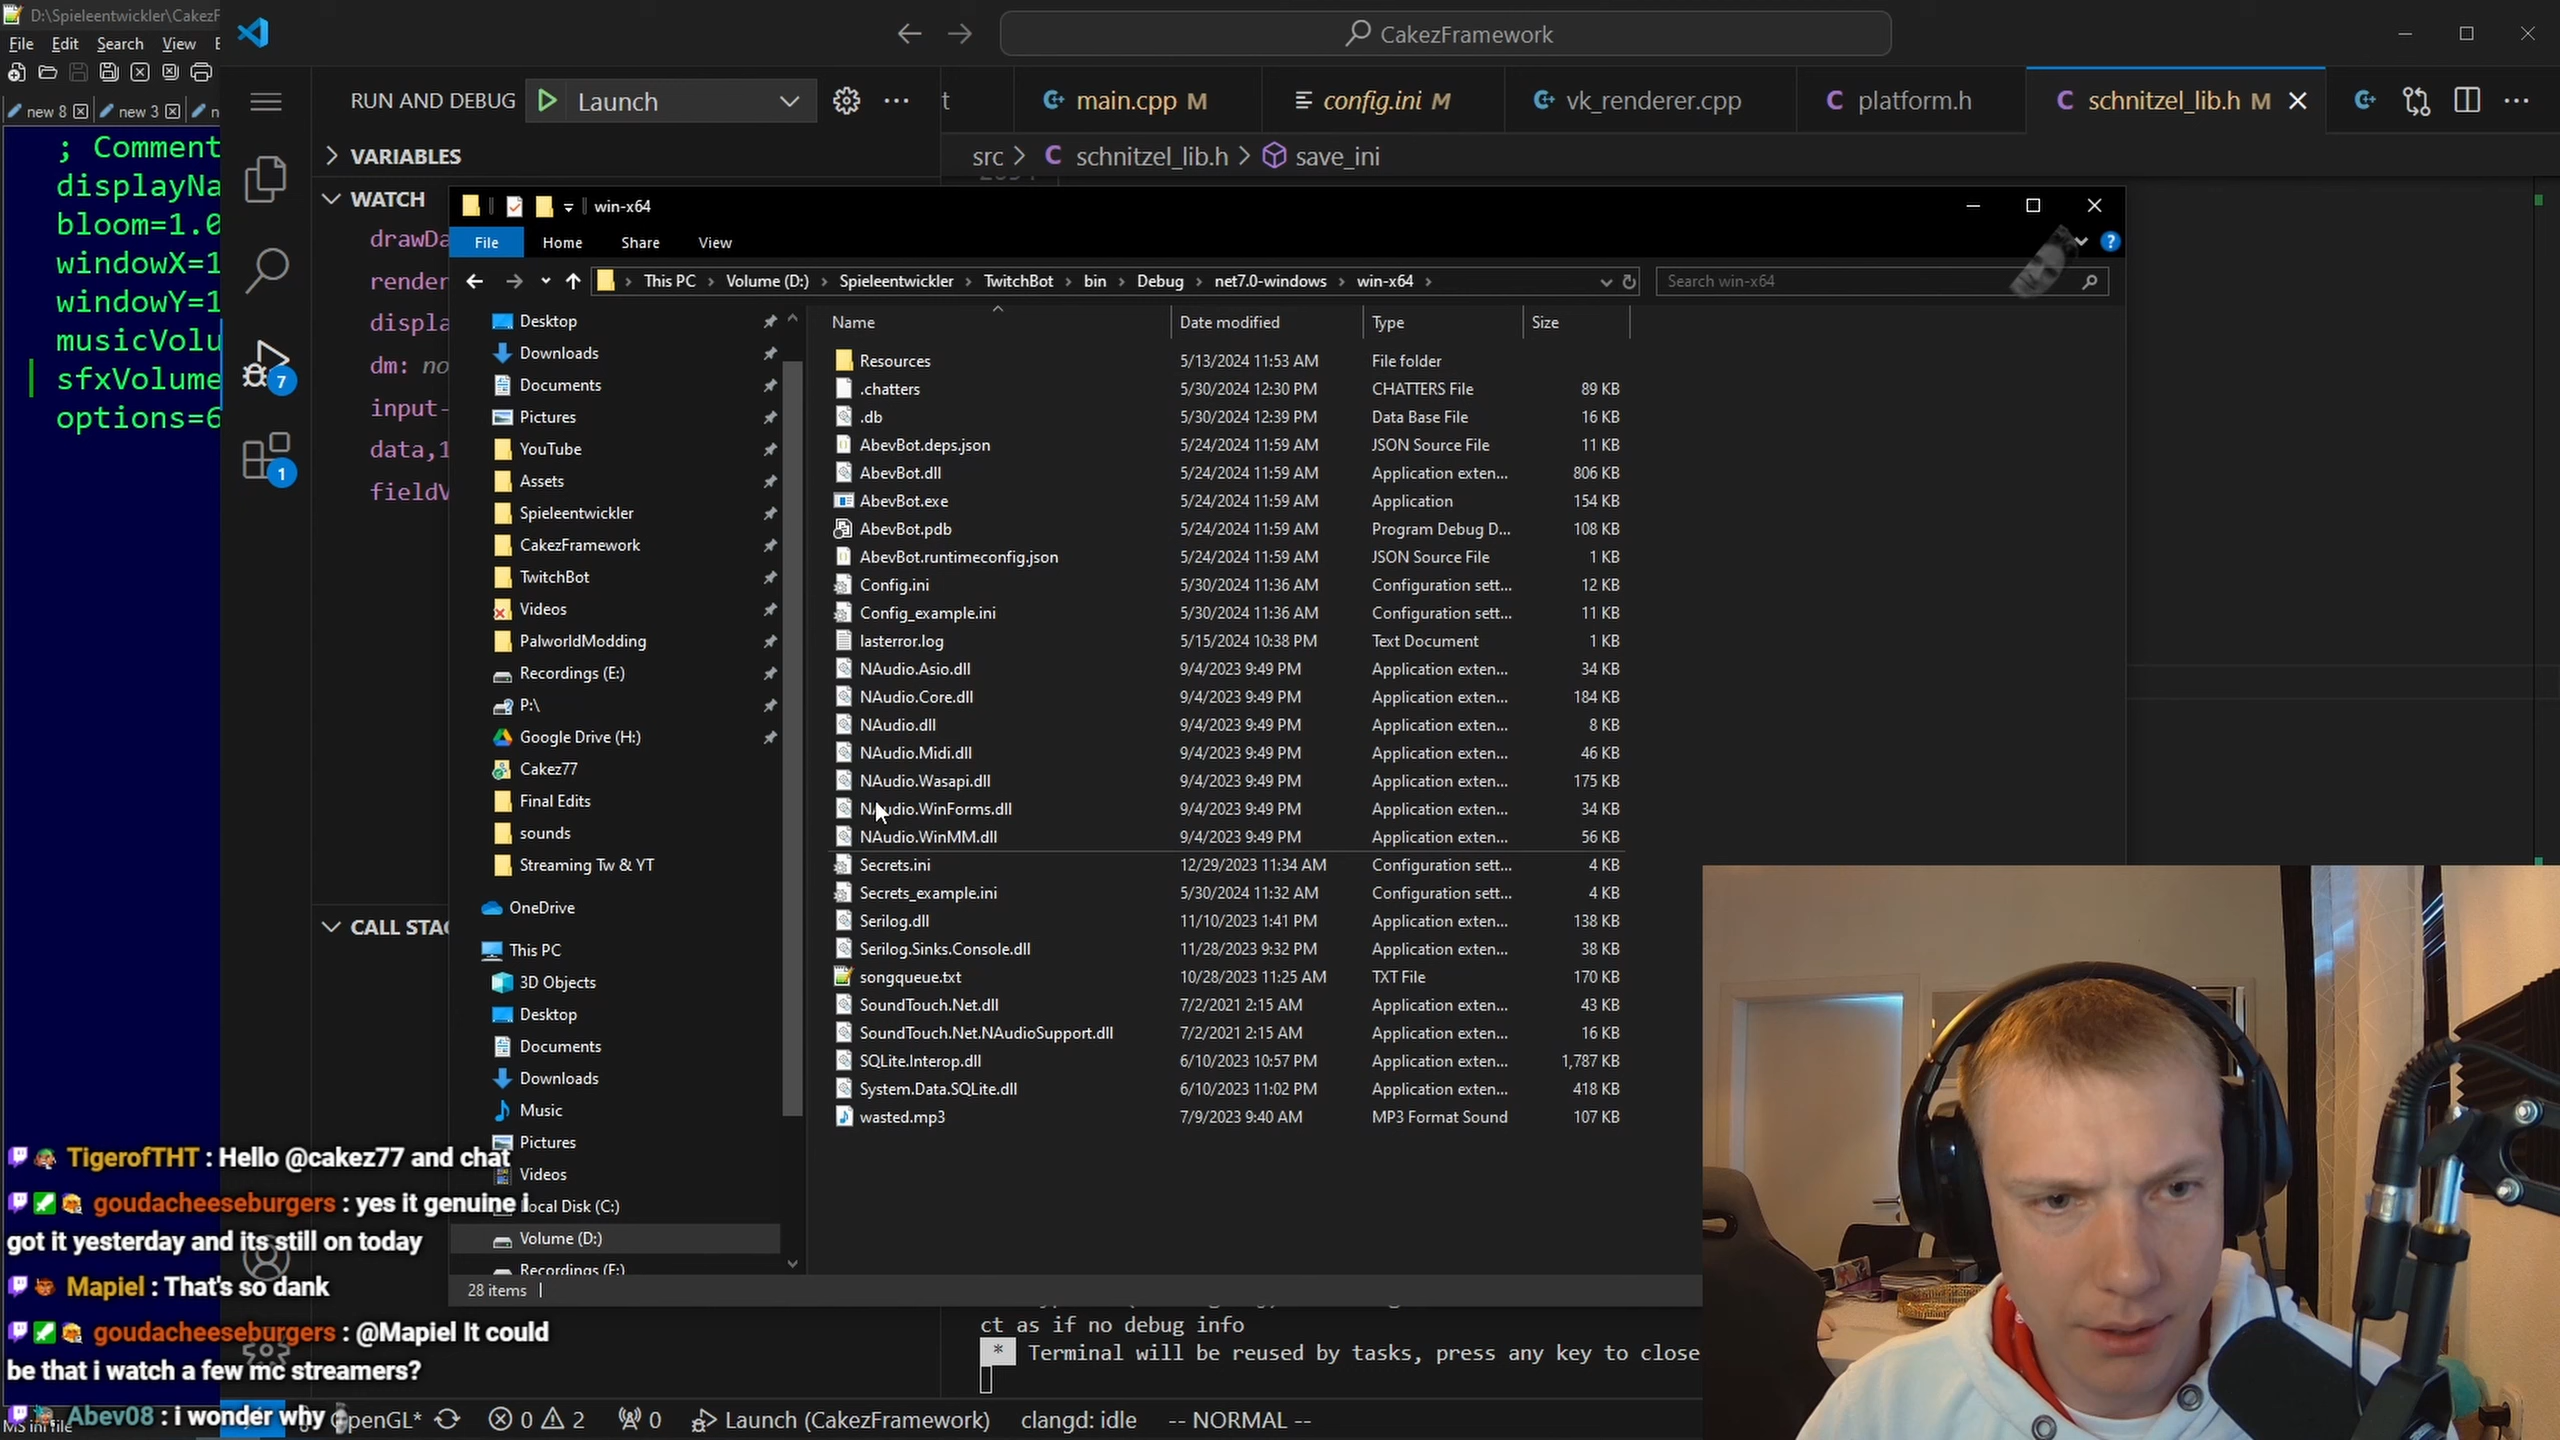 D:\Spieleentwickler\CakezF
File Edit Search View E
new 8 new 3 n
; Comment
displayNa
bloom=1.0
windowX=1
windowY=1
musicVolu
sfxVolume
options=6
CakezFramework
RUN AND DEBUG Launch
t main.cpp M config.ini M vk_renderer.cpp platform.h schnitzel_lib.h M
src > schnitzel_lib.h > save_ini
VARIABLES
WATCH
drawDa
render
displa
dm: no
input-
data,1
fieldV
CALL STAC
7
1
win-x64
File Home Share View
This PC Volume (D:) Spieleentwickler TwitchBot bin Debug net7.0-windows win-x64
Search win-x64
Desktop
Downloads
Documents
Pictures
YouTube
Assets
Spieleentwickler
CakezFramework
TwitchBot
Videos
PalworldModding
Recordings (E:)
P:\
Google Drive (H:)
Cakez77
Final Edits
sounds
Streaming Tw & YT
OneDrive
This PC
3D Objects
Desktop
Documents
Downloads
Music
Pictures
Videos
Local Disk (C:)
Volume (D:)
Name Date modified Type Size
Resources 5/13/2024 11:53 AM File folder
.chatters 5/30/2024 12:30 PM CHATTERS File 89 KB
.db 5/30/2024 12:39 PM Data Base File 16 KB
AbevBot.deps.json 5/24/2024 11:59 AM JSON Source File 11 KB
AbevBot.dll 5/24/2024 11:59 AM Application exten... 806 KB
AbevBot.exe 5/24/2024 11:59 AM Application 154 KB
AbevBot.pdb 5/24/2024 11:59 AM Program Debug D... 108 KB
AbevBot.runtimeconfig.json 5/24/2024 11:59 AM JSON Source File 1 KB
Config.ini 5/30/2024 11:36 AM Configuration sett... 12 KB
Config_example.ini 5/30/2024 11:36 AM Configuration sett... 11 KB
lasterror.log 5/15/2024 10:38 PM Text Document 1 KB
NAudio.Asio.dll 9/4/2023 9:49 PM Application exten... 34 KB
NAudio.Core.dll 9/4/2023 9:49 PM Application exten... 184 KB
NAudio.dll 9/4/2023 9:49 PM Application exten... 8 KB
NAudio.Midi.dll 9/4/2023 9:49 PM Application exten... 46 KB
NAudio.Wasapi.dll 9/4/2023 9:49 PM Application exten... 175 KB
NAudio.WinForms.dll 9/4/2023 9:49 PM Application exten... 34 KB
NAudio.WinMM.dll 9/4/2023 9:49 PM Application exten... 56 KB
Secrets.ini 12/29/2023 11:34 AM Configuration sett... 4 KB
Secrets_example.ini 5/30/2024 11:32 AM Configuration sett... 4 KB
Serilog.dll 11/10/2023 1:41 PM Application exten... 138 KB
Serilog.Sinks.Console.dll 11/28/2023 9:32 PM Application exten... 38 KB
songqueue.txt 10/28/2023 11:25 AM TXT File 170 KB
SoundTouch.Net.dll 7/2/2021 2:15 AM Application exten... 43 KB
SoundTouch.Net.NAudioSupport.dll 7/2/2021 2:15 AM Application exten... 16 KB
SQLite.Interop.dll 6/10/2023 10:57 PM Application exten... 1,787 KB
System.Data.SQLite.dll 6/10/2023 11:02 PM Application exten... 418 KB
wasted.mp3 7/9/2023 9:40 AM MP3 Format Sound 107 KB
28 items
TigerofTHT : Hello @cakez77 and chat
goudacheeseburgers : yes it genuine i
got it yesterday and its still on today
Mapiel : That's so dank
goudacheeseburgers : @Mapiel It could
be that i watch a few mc streamers?
Abev08 : i wonder why
ct as if no debug info
* Terminal will be reused by tasks, press any key to close
OpenGL* 0 2 0 Launch (CakezFramework) clangd: idle -- NORMAL --